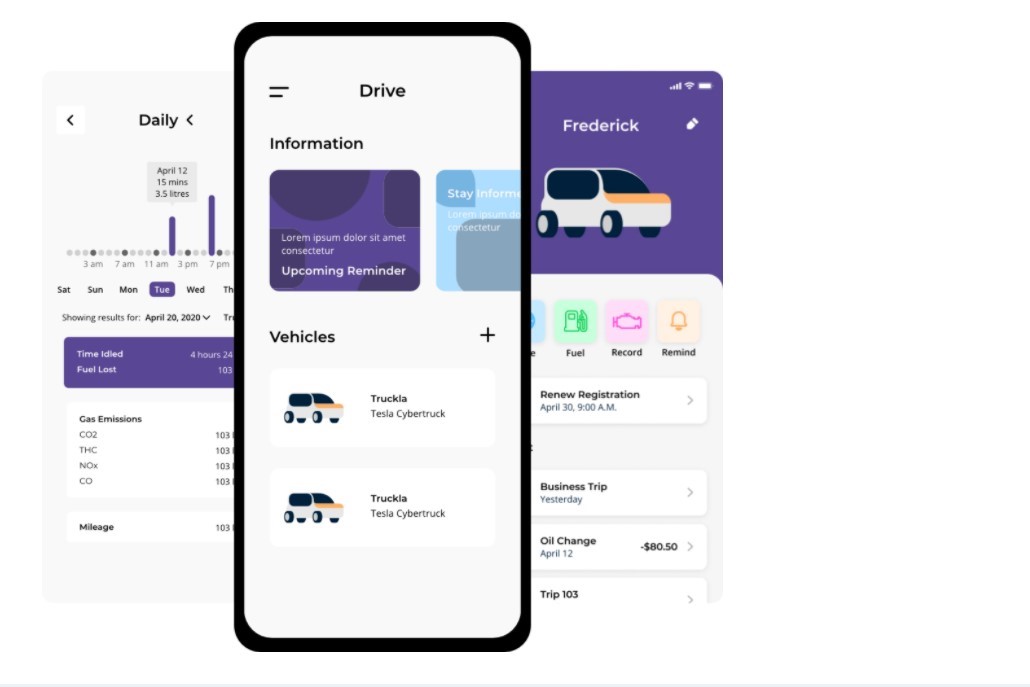 Daily
April 12
15 mins
3.5 litres
3 am 7 am 11 am 3 pm 7 pm
Sat Sun Mon Tue Wed
Showing results for: April 20, 2020
Time Idled 4 hours 24
Fuel Lost 103
Gas Emissions
CO2 103
THC 103
NOx 103
CO 103
Mileage 103
Drive
Information
Lorem ipsum dolor sit amet
consectetur
Upcoming Reminder
Stay
Lorem ipsum
consectetur
Vehicles
Truckla
Tesla Cybertruck
Truckla
Tesla Cybertruck
Frederick
Fuel Record Remind
Renew Registration
April 30, 9:00 A.M.
Business Trip
Yesterday
Oil Change -$80.50
April 12
Trip 103